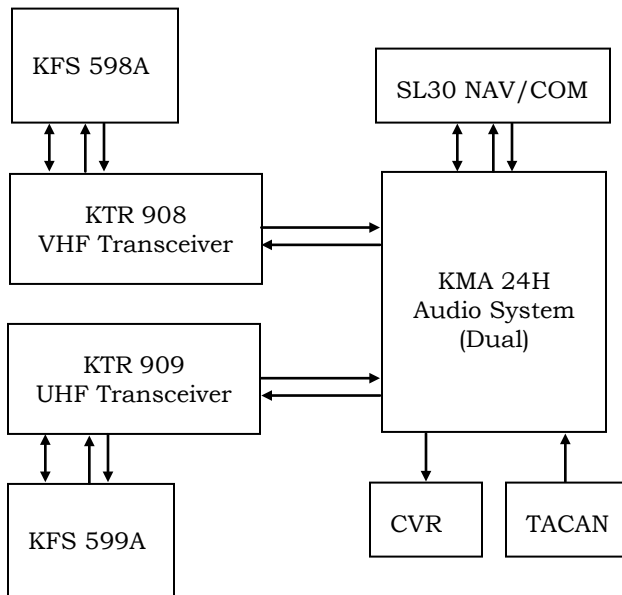 KFS 598A
SL30 NAV/COM
KTR 908
VHF Transceiver
KMA 24H
Audio System
(Dual)
KTR 909
UHF Transceiver
KFS 599A
CVR
TACAN